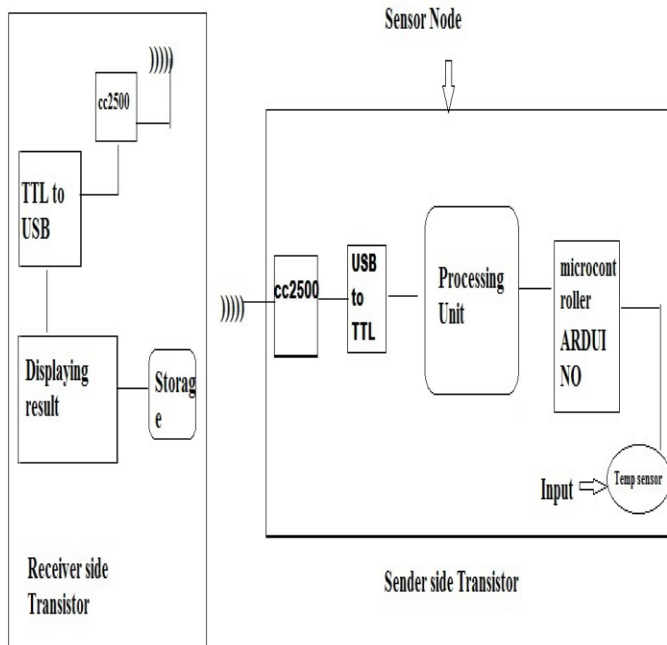 cc2500
TTL to
USB
Displaying
result
Storag
e
Receiver side
Transistor
Sensor Node
cc2500
USB
to
TTL
Processing
Unit
microcont
roller
ARDUI
NO
Temp sensor
Input
Sender side Transistor